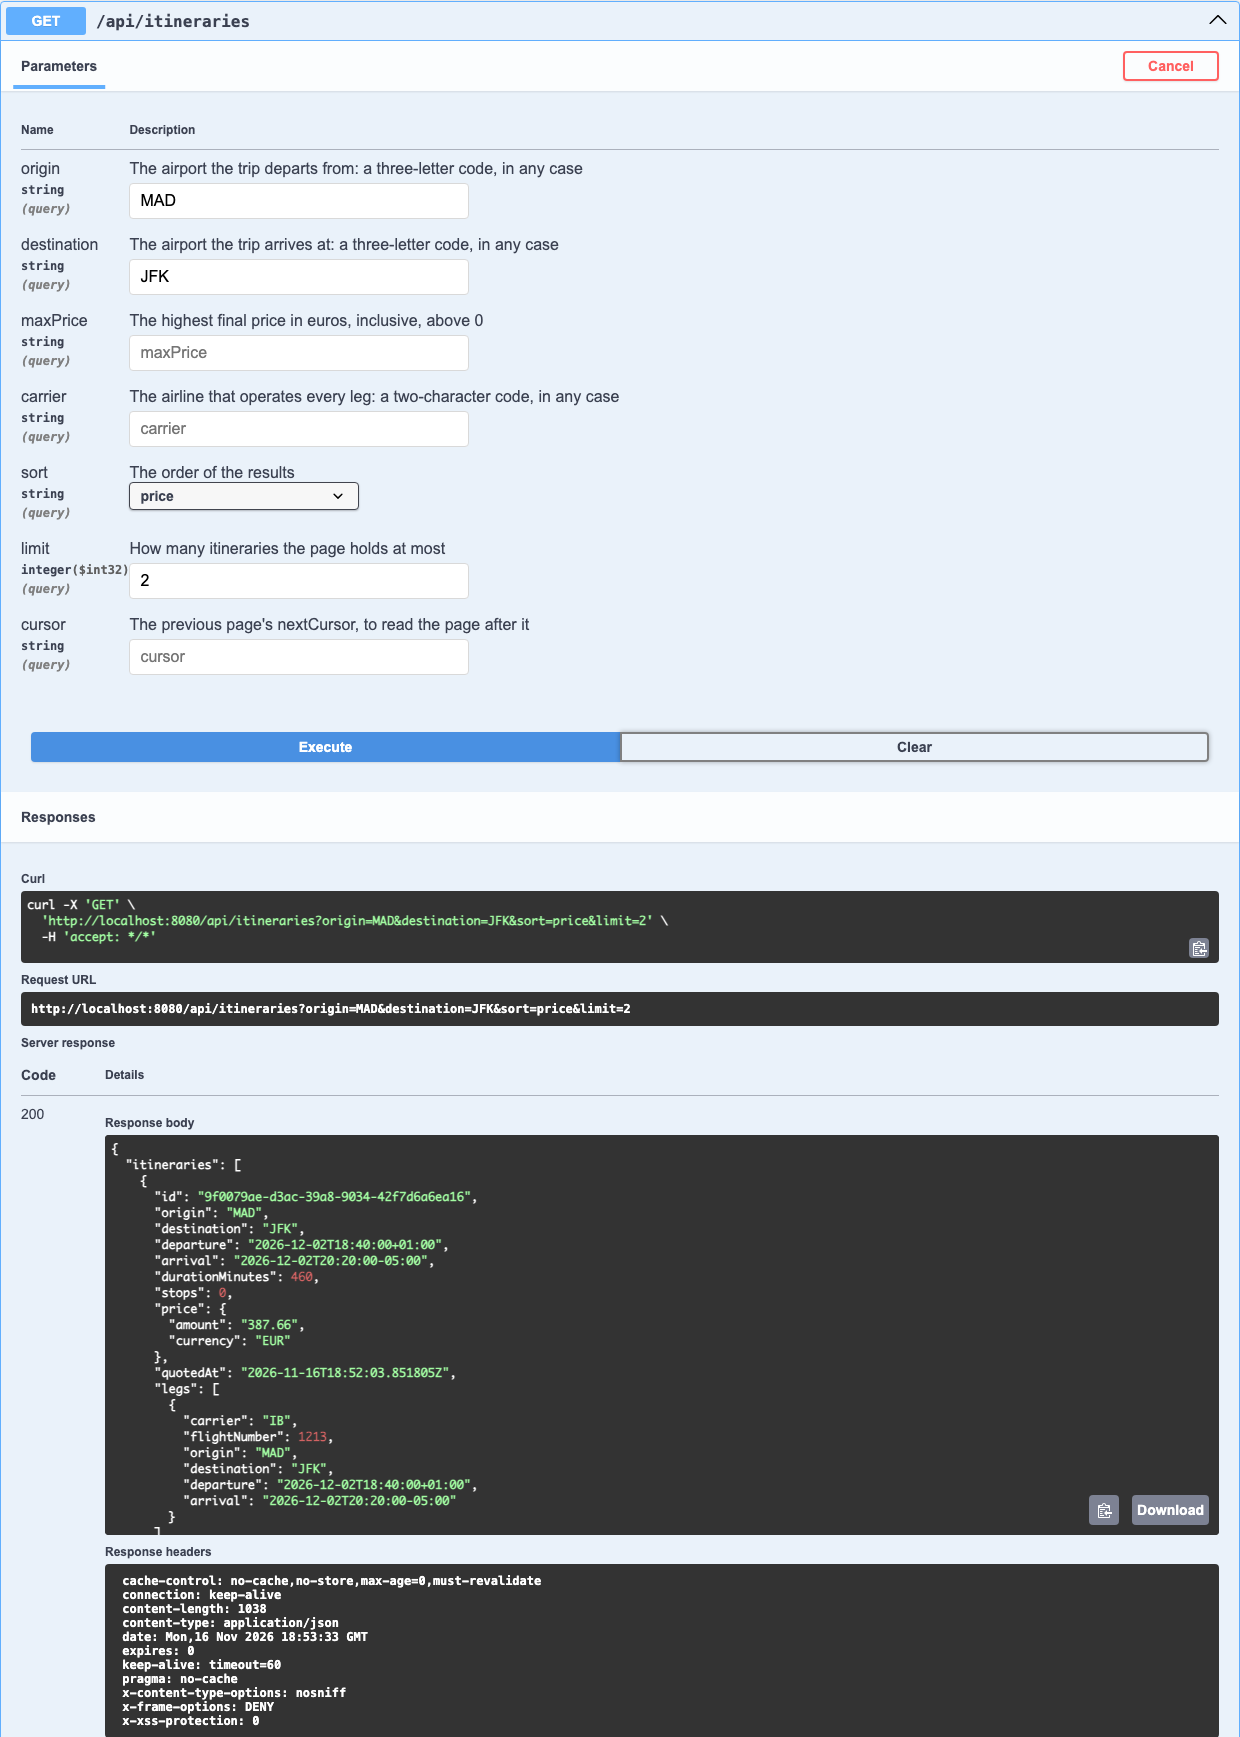 GET /api/itineraries
Parameters
Cancel
Name Description
origin The airport the trip departs from: a three-letter code, in any case
string
(query)
MAD
destination The airport the trip arrives at: a three-letter code, in any case
string
(query)
JFK
maxPrice The highest final price in euros, inclusive, above 0
string
(query)
maxPrice
carrier The airline that operates every leg: a two-character code, in any case
string
(query)
carrier
sort The order of the results
string
(query)
price
limit How many itineraries the page holds at most
integer($int32)
(query)
2
cursor The previous page's nextCursor, to read the page after it
string
(query)
cursor
Execute Clear
Responses
Curl
curl -X 'GET' \
'http://localhost:8080/api/itineraries?origin=MAD&destination=JFK&sort=price&limit=2' \
-H 'accept: */*'
Request URL
http://localhost:8080/api/itineraries?origin=MAD&destination=JFK&sort=price&limit=2
Server response
Code Details
200
Response body
{
"itineraries": [
{
"id": "9f0079ae-d3ac-39a8-9034-42f7d6a6ea16",
"origin": "MAD",
"destination": "JFK",
"departure": "2026-12-02T18:40:00+01:00",
"arrival": "2026-12-02T20:20:00-05:00",
"durationMinutes": 460,
"stops": 0,
"price": {
"amount": "387.66",
"currency": "EUR"
},
"quotedAt": "2026-11-16T18:52:03.851805Z",
"legs": [
{
"carrier": "IB",
"flightNumber": 1213,
"origin": "MAD",
"destination": "JFK",
"departure": "2026-12-02T18:40:00+01:00",
"arrival": "2026-12-02T20:20:00-05:00"
}
]
Download
Response headers
cache-control: no-cache,no-store,max-age=0,must-revalidate
connection: keep-alive
content-length: 1038
content-type: application/json
date: Mon,16 Nov 2026 18:53:33 GMT
expires: 0
keep-alive: timeout=60
pragma: no-cache
x-content-type-options: nosniff
x-frame-options: DENY
x-xss-protection: 0